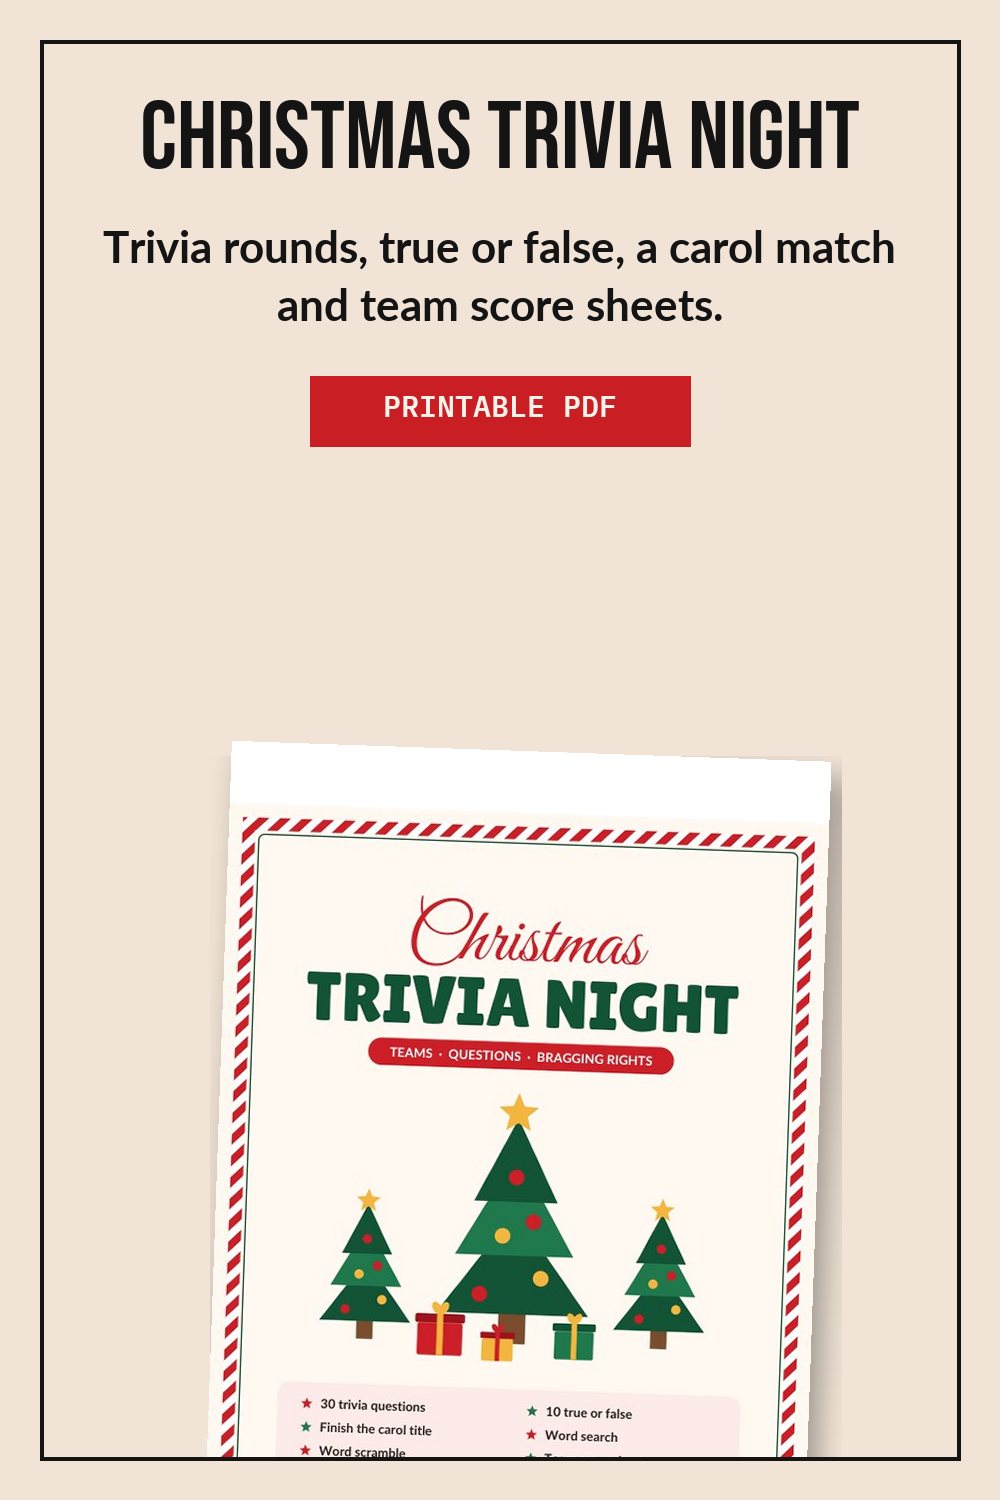 CHRISTMAS TRIVIA NIGHT
Trivia rounds, true or false, a carol match
and team score sheets.
PRINTABLE PDF
Christmas
TRIVIA NIGHT
TEAMS · QUESTIONS · BRAGGING RIGHTS
30 trivia questions
10 true or false
Finish the carol title
Word search
Word scramble